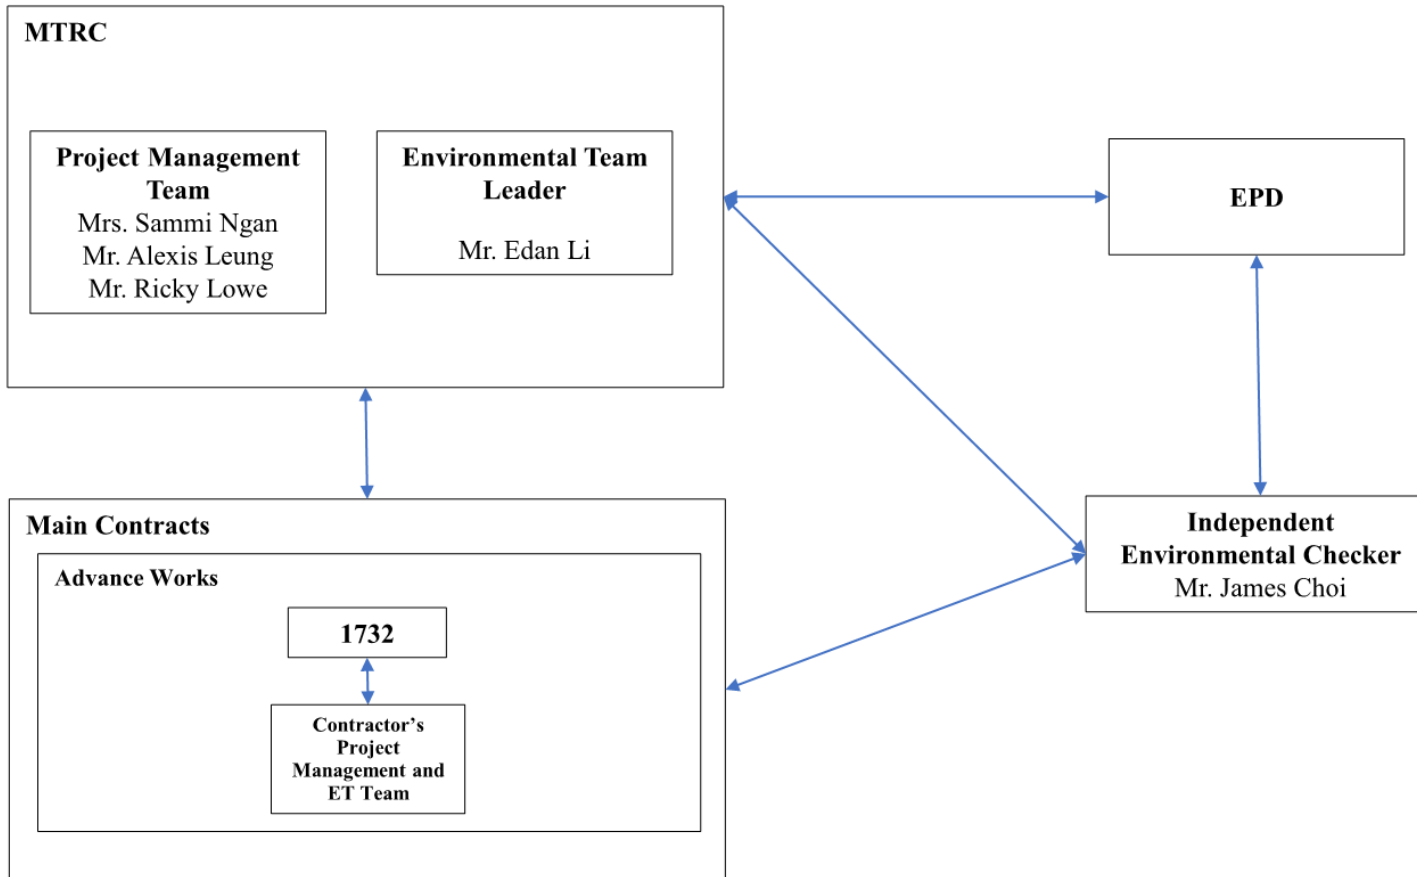 MTRC
Project Management
Team
Mrs. Sammi Ngan
Mr. Alexis Leung
Mr. Ricky Lowe
Environmental Team
Leader
Mr. Edan Li
EPD
Main Contracts
Advance Works
1732
Contractor’s
Project
Management and
ET Team
Independent
Environmental Checker
Mr. James Choi